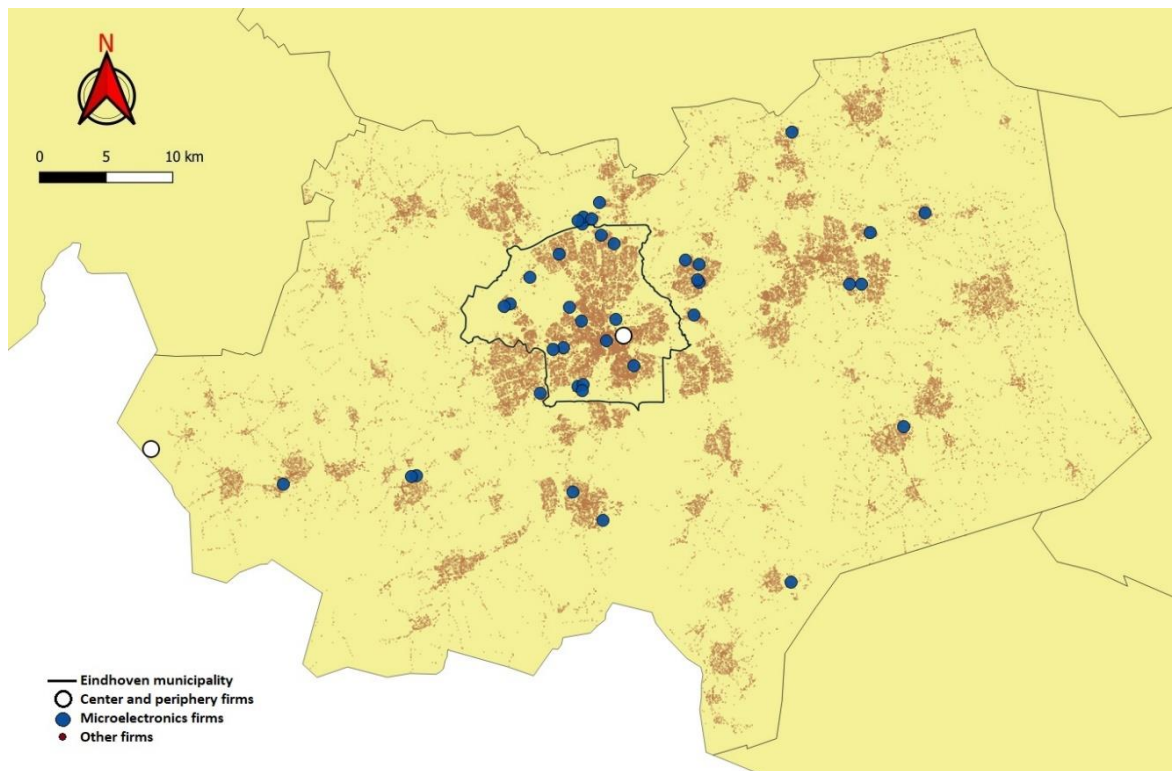 N
0 5 10 km
Eindhoven municipality
Center and periphery firms
Microelectronics firms
Other firms